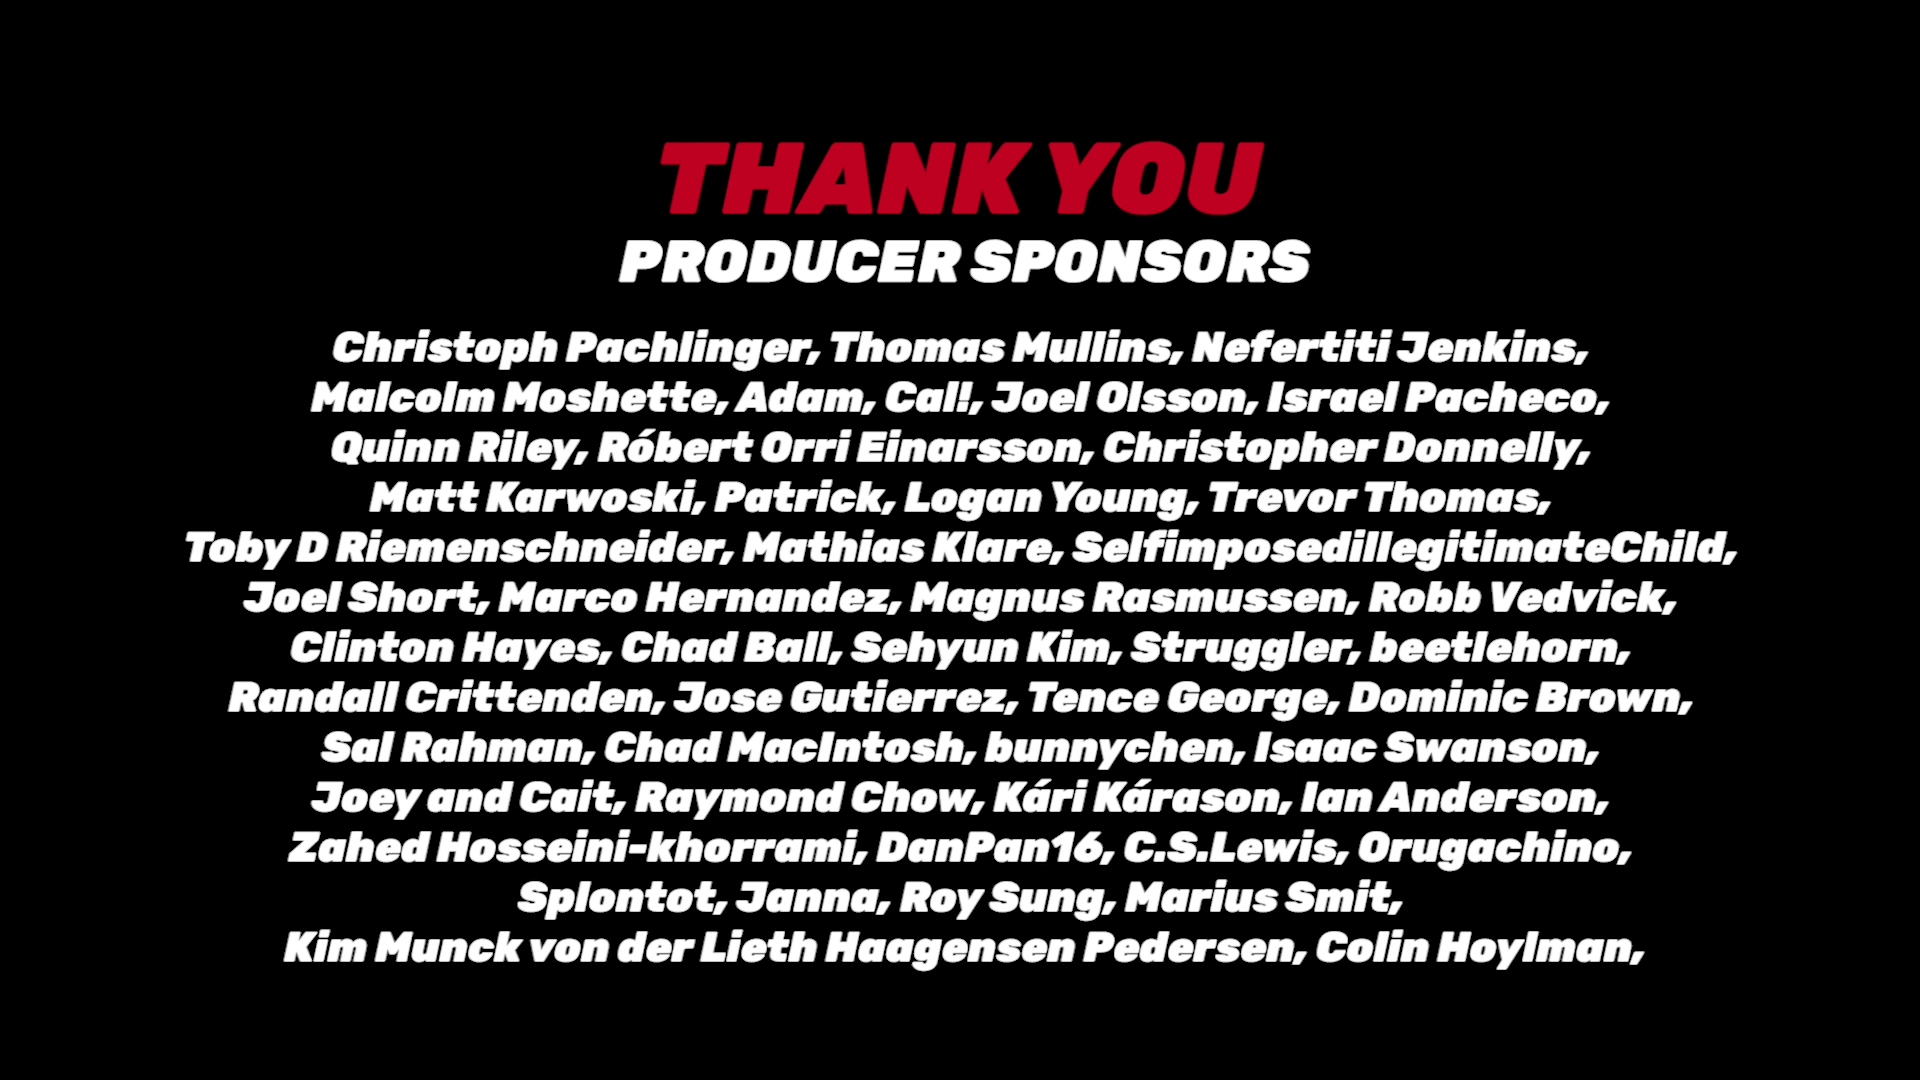 THANK YOU
PRODUCER SPONSORS
Christoph Pachlinger, Thomas Mullins, Nefertiti Jenkins,
Malcolm Moshette, Adam, Cal!, Joel Olsson, Israel Pacheco,
Quinn Riley, Róbert Orri Einarsson, Christopher Donnelly,
Matt Karwoski, Patrick, Logan Young, Trevor Thomas,
Toby D Riemenschneider, Mathias Klare, SelfimposedillegitimateChild,
Joel Short, Marco Hernandez, Magnus Rasmussen, Robb Vedvick,
Clinton Hayes, Chad Ball, Sehyun Kim, Struggler, beetlehorn,
Randall Crittenden, Jose Gutierrez, Tence George, Dominic Brown,
Sal Rahman, Chad MacIntosh, bunnychen, Isaac Swanson,
Joey and Cait, Raymond Chow, Kári Kárason, Ian Anderson,
Zahed Hosseini-khorrami, DanPan16, C.S.Lewis, Orugachino,
Splontot, Janna, Roy Sung, Marius Smit,
Kim Munck von der Lieth Haagensen Pedersen, Colin Hoylman,